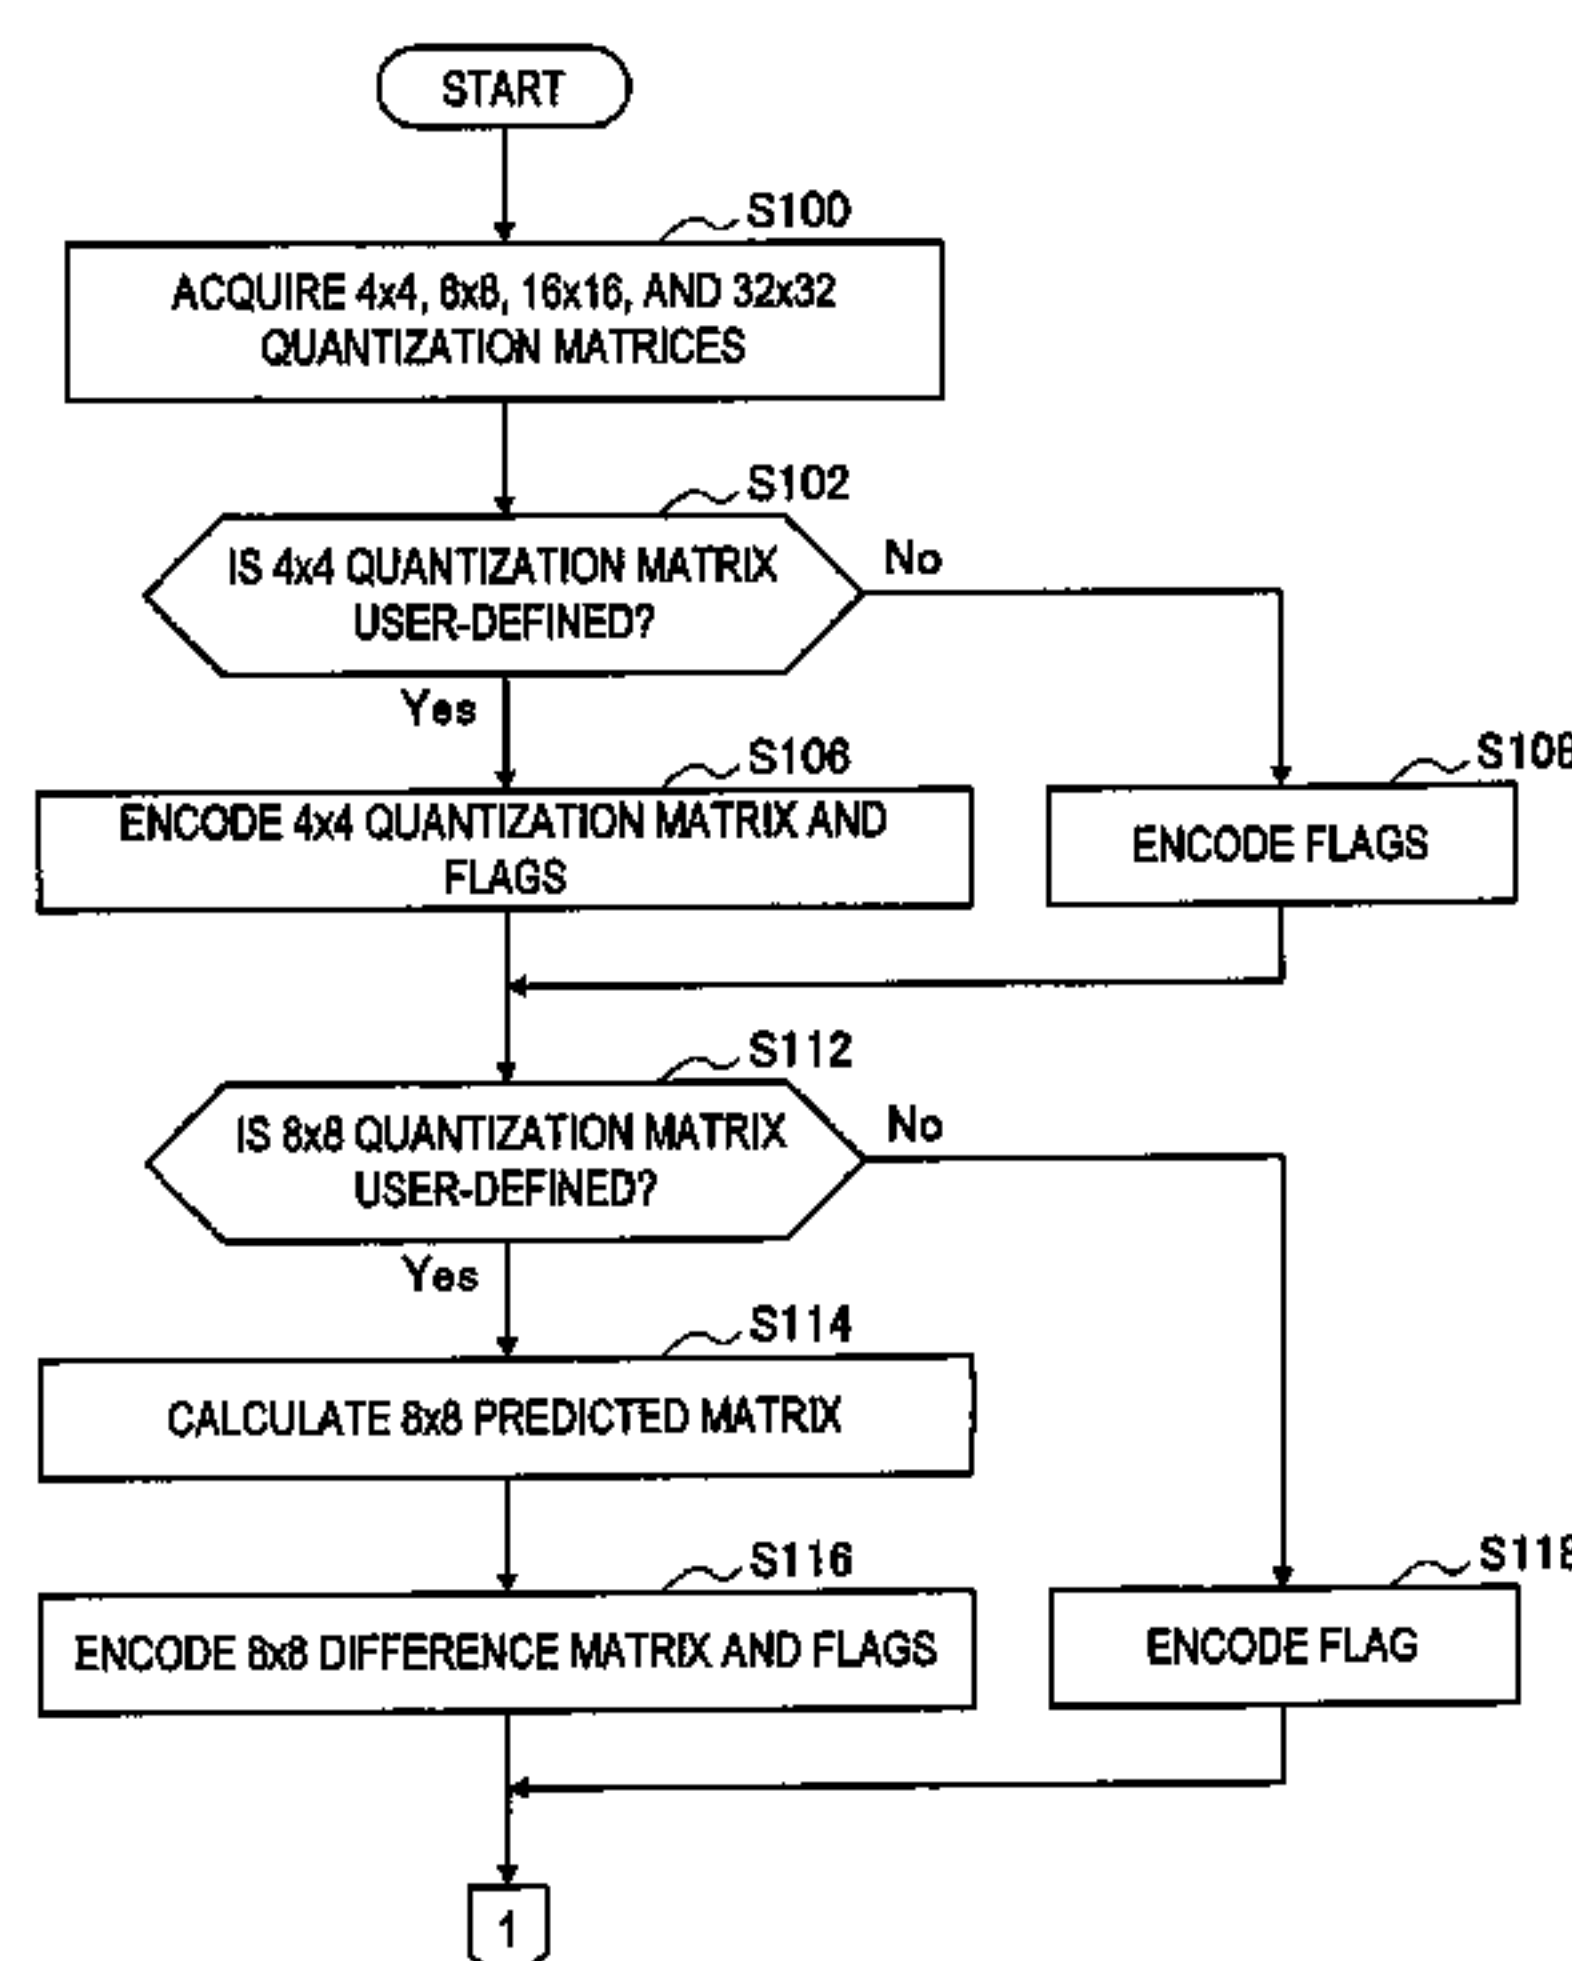 START
S100
ACQUIRE 4x4, 8x8, 16x16, AND 32x32
QUANTIZATION MATRICES
S102
IS 4x4 QUANTIZATION MATRIX
USER-DEFINED?
No
Yes
S106
ENCODE 4x4 QUANTIZATION MATRIX AND
FLAGS
S108
ENCODE FLAGS
S112
IS 8x8 QUANTIZATION MATRIX
USER-DEFINED?
No
Yes
S114
CALCULATE 8x8 PREDICTED MATRIX
S116
ENCODE 8x8 DIFFERENCE MATRIX AND FLAGS
S118
ENCODE FLAG
1